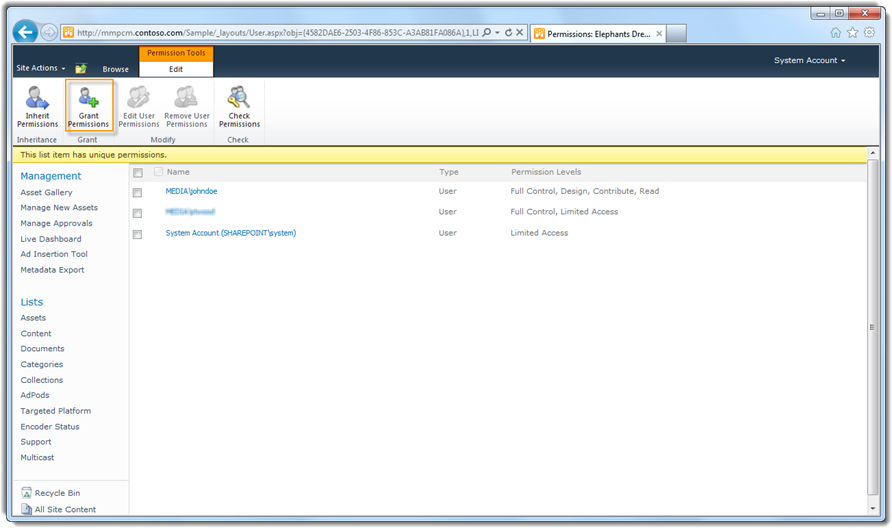 http://mmpcm.contoso.com/Sample/_layouts/User.aspx?obj={4582DAE6-2503-4F86-853C-A3AB81FA086A},1,LI
Permissions: Elephants Dre...
Site Actions
Browse
Permission Tools
Edit
System Account
Inherit Permissions
Grant Permissions
Edit User Permissions
Remove User Permissions
Check Permissions
Inheritance
Grant
Modify
Check
This list item has unique permissions.
Management
Asset Gallery
Manage New Assets
Manage Approvals
Live Dashboard
Ad Insertion Tool
Metadata Export
Lists
Assets
Content
Documents
Categories
Collections
AdPods
Targeted Platform
Encoder Status
Support
Multicast
Recycle Bin
All Site Content
Name Type Permission Levels
MEDIA\johndoe User Full Control, Design, Contribute, Read
User Full Control, Limited Access
System Account (SHAREPOINT\system) User Limited Access